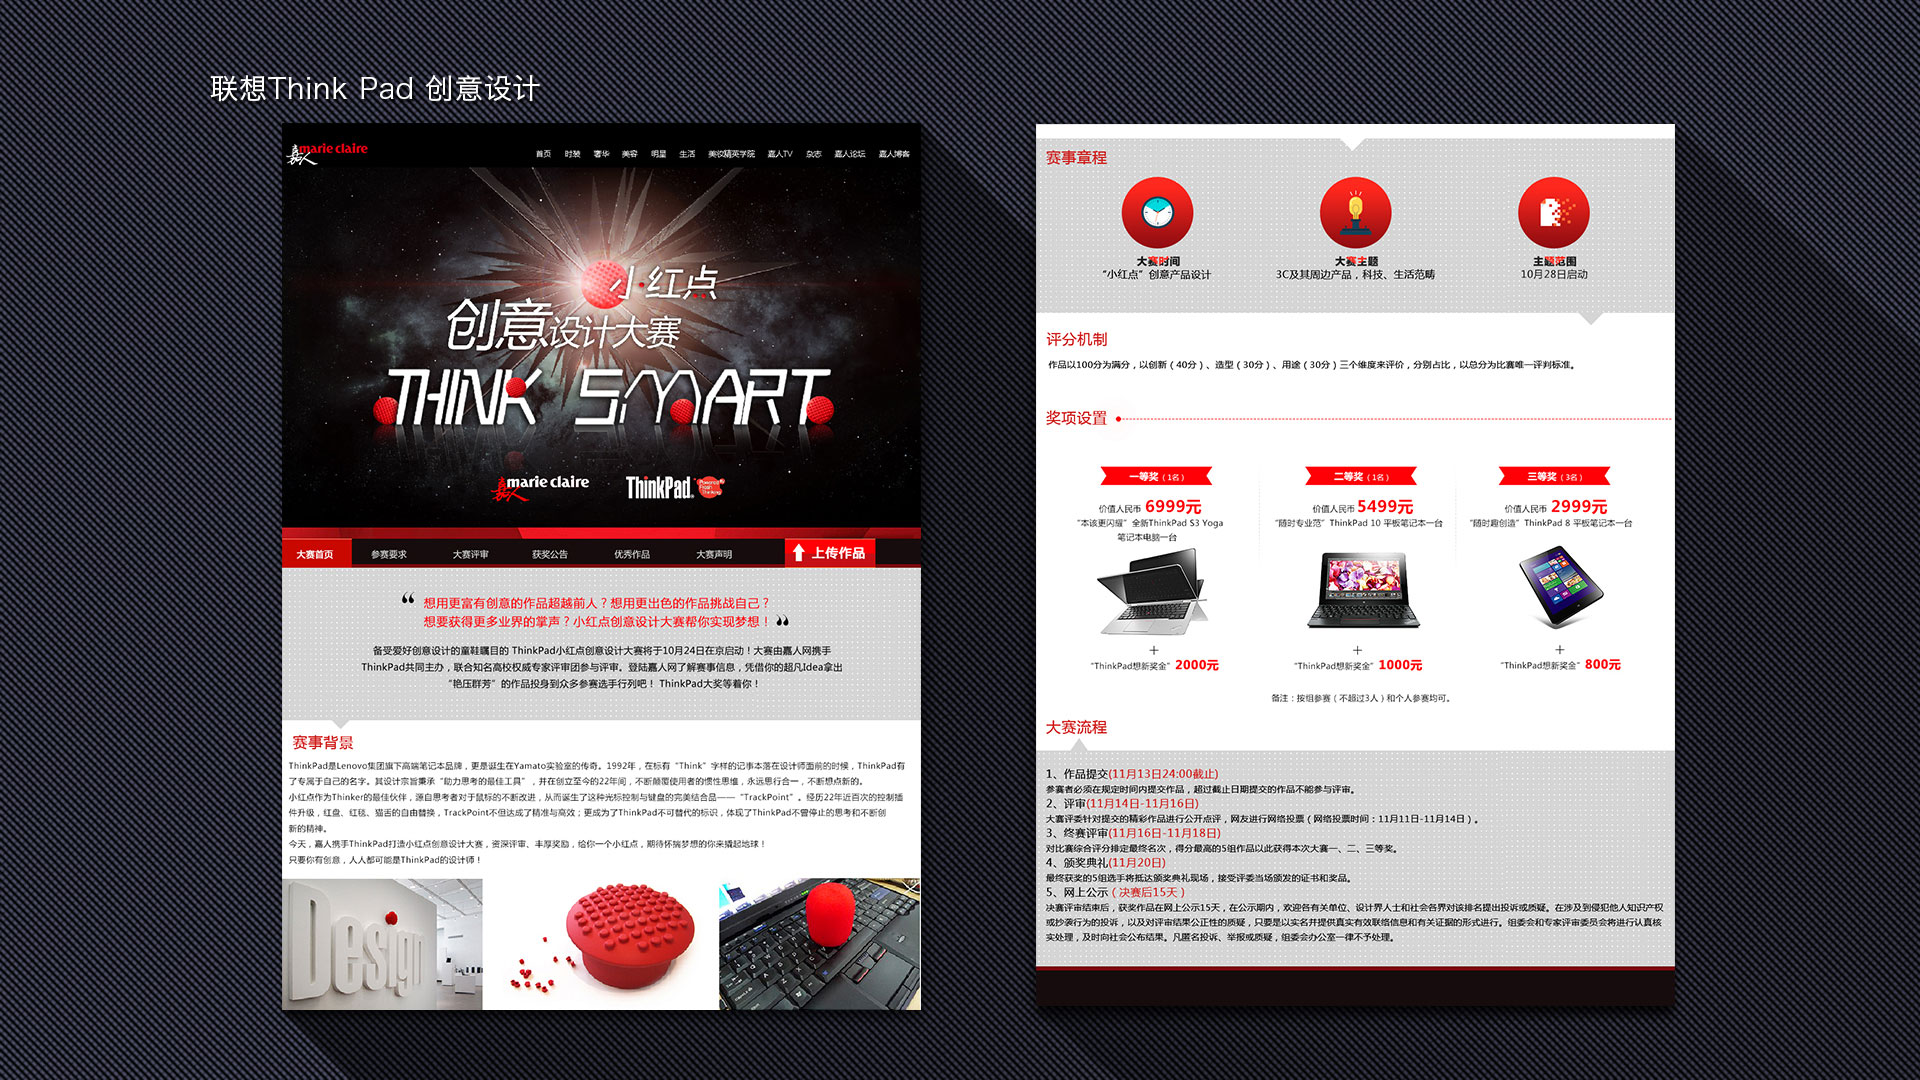 联想Think Pad 创意设计
嘉人 marie claire
首页 时装 奢华 美容 明星 生活 美妆精英学院 嘉人TV 杂志 嘉人论坛 嘉人博客
小·红点
创意设计大赛
THINK SMART
嘉人 marie claire ThinkPad
大赛首页 参赛要求 大赛评审 获奖公告 优秀作品 大赛声明 上传作品
“ 想用更富有创意的作品超越前人？想用更出色的作品挑战自己？
想要获得更多业界的掌声？小红点创意设计大赛帮你实现梦想！ ”
备受爱好创意设计的童鞋瞩目的 ThinkPad小红点创意设计大赛将于10月24日在京启动！大赛由嘉人网携手
ThinkPad共同主办，联合知名高校权威专家评审团参与评审。登陆嘉人网了解赛事信息，凭借你的超凡Idea拿出
“艳压群芳”的作品投身到众多参赛选手行列吧！ ThinkPad大奖等着你！
赛事背景
ThinkPad是Lenovo集团旗下高端笔记本品牌，更是诞生在Yamato实验室的传奇。1992年，在标有“Think”字样的记事本落在设计师面前的时候，ThinkPad有
了专属于自己的名字。其设计宗旨秉承“助力思考的最佳工具”，并在创立至今的22年间，不断颠覆使用者的惯性思维，永远思行合一，不断想点新的。
小红点作为Thinker的最佳伙伴，源自思考者对于鼠标的不断改进，从而诞生了这种光标控制与键盘的完美结合品——“TrackPoint”。经历22年近百次的控制插
件升级，红盘、红毯、猫舌的自由替换，TrackPoint不但达成了精准与高效；更成为了ThinkPad不可替代的标识，体现了ThinkPad不曾停止的思考和不断创
新的精神。
今天，嘉人携手ThinkPad打造小红点创意设计大赛，资深评审、丰厚奖励，给你一个小红点，期待怀揣梦想的你来撬起地球！
只要你有创意，人人都可能是ThinkPad的设计师！
Design
赛事章程
大赛时间 大赛主题 主题范围
“小红点”创意产品设计 3C及其周边产品，科技、生活范畴 10月28日启动
评分机制
作品以100分为满分，以创新（40分）、造型（30分）、用途（30分）三个维度来评价，分别占比，以总分为比赛唯一评判标准。
奖项设置
一等奖（1名） 二等奖（1名） 三等奖（3名）
价值人民币 6999元 价值人民币 5499元 价值人民币 2999元
“本该更闪耀”全新ThinkPad S3 Yoga “随时专业范”ThinkPad 10 平板笔记本一台 “随时趣创造”ThinkPad 8 平板笔记本一台
笔记本电脑一台
+ + +
“ThinkPad想新奖金” 2000元 “ThinkPad想新奖金” 1000元 “ThinkPad想新奖金” 800元
备注：按组参赛（不超过3人）和个人参赛均可。
大赛流程
1、作品提交(11月13日24:00截止)
参赛者必须在规定时间内提交作品，超过截止日期提交的作品不能参与评审。
2、评审(11月14日-11月16日)
大赛评委针对提交的精彩作品进行公开点评，网友进行网络投票（网络投票时间：11月11日-11月14日）。
3、终赛评审(11月16日-11月18日)
对比赛综合评分排定最终名次，得分最高的5组作品以此获得本次大赛一、二、三等奖。
4、颁奖典礼(11月20日)
最终获奖的5组选手将抵达颁奖典礼现场，接受评委当场颁发的证书和奖品。
5、网上公示（决赛后15天）
决赛评审结束后，获奖作品在网上公示15天，在公示期内，欢迎各有关单位、设计界人士和社会各界对该排名提出投诉或质疑。在涉及到侵犯他人知识产权
或抄袭行为的投诉，以及对评审结果公正性的质疑，只要是以实名并提供真实有效联络信息和有关证据的形式进行。组委会和专家评审委员会将进行认真核
实处理，及时向社会公布结果。凡匿名投诉、举报或质疑，组委会办公室一律不予处理。